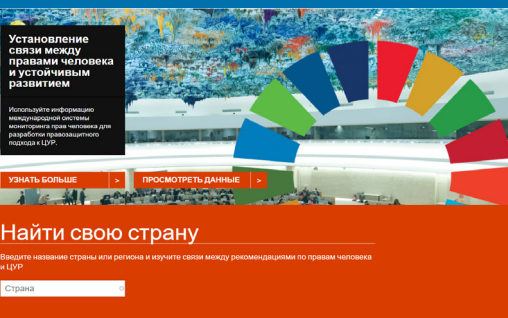 Установление
связи между
правами человека
и устойчивым
развитием
Используйте информацию
международной системы
мониторинга прав человека для
разработки правозащитного
подхода к ЦУР.
УЗНАТЬ БОЛЬШЕ >
ПРОСМОТРЕТЬ ДАННЫЕ >
Найти свою страну
Введите название страны или региона и изучите связи между рекомендациями по правам человека
и ЦУР
Страна